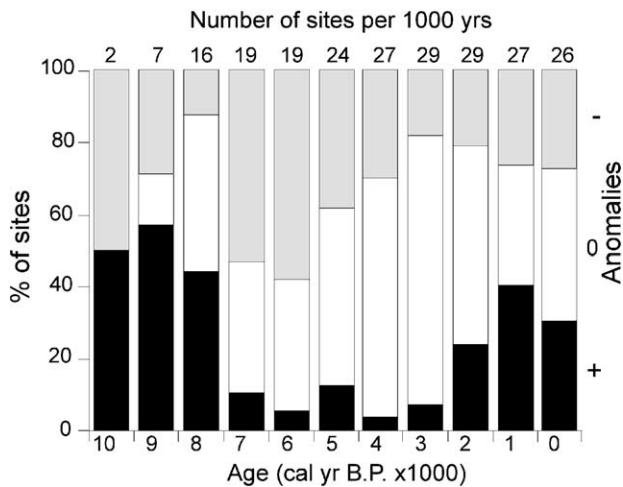 Number of sites per 1000 yrs
2 7 16 19 19 24 27 29 29 27 26
100
80
60
40
20
0
% of sites
-
0
+
Anomalies
10 9 8 7 6 5 4 3 2 1 0
Age (cal yr B.P. x1000)